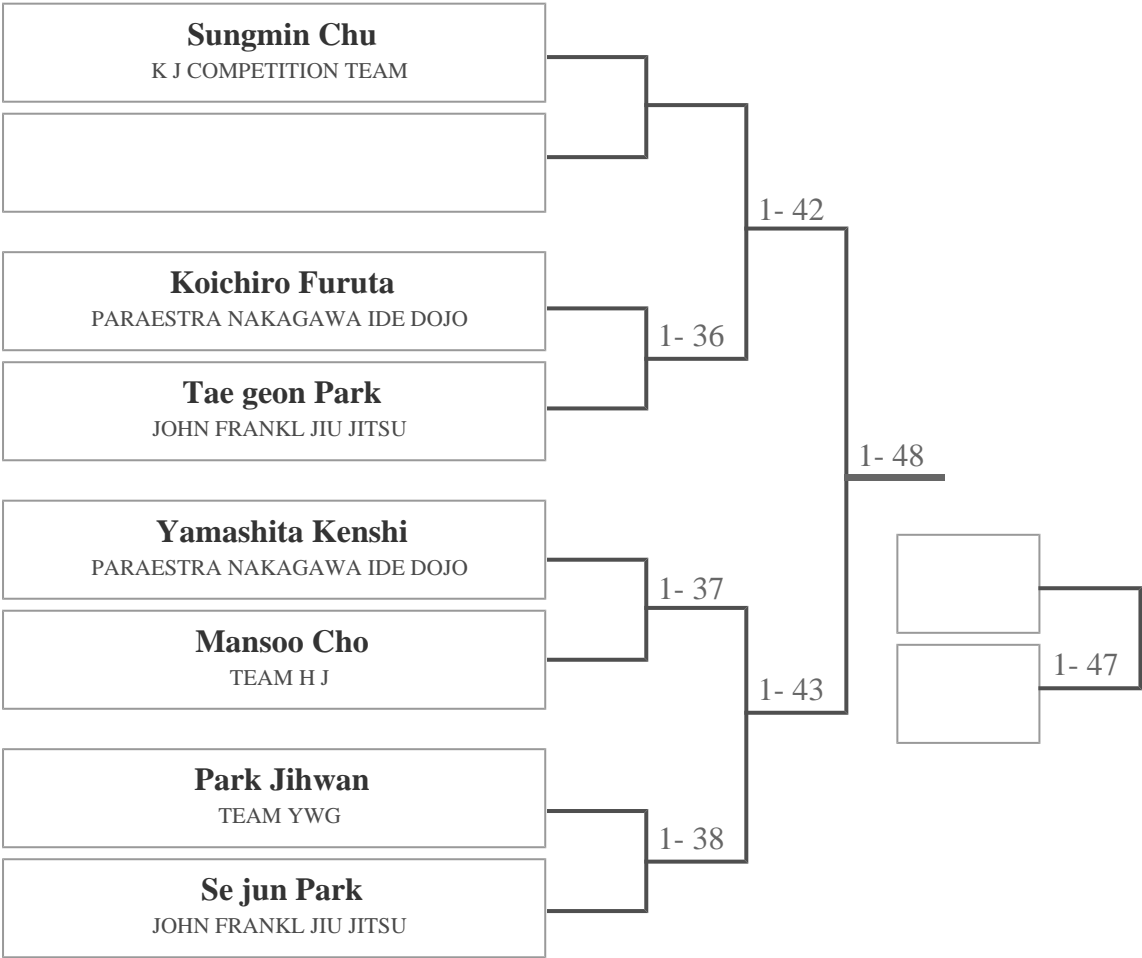 Sungmin Chu
K J COMPETITION TEAM
1- 42
Koichiro Furuta
PARAESTRA NAKAGAWA IDE DOJO
1- 36
Tae geon Park
JOHN FRANKL JIU JITSU
1- 48
Yamashita Kenshi
PARAESTRA NAKAGAWA IDE DOJO
1- 37
Mansoo Cho
TEAM H J
1- 43
1- 47
Park Jihwan
TEAM YWG
1- 38
Se jun Park
JOHN FRANKL JIU JITSU